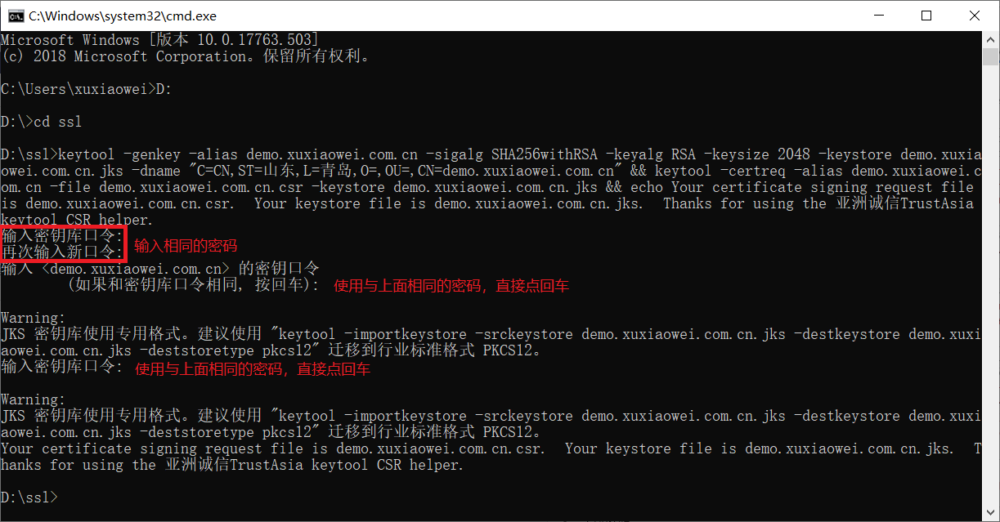 C:\Windows\system32\cmd.exe
Microsoft Windows [版本 10.0.17763.503]
(c) 2018 Microsoft Corporation。保留所有权利。
C:\Users\xuxiaowei>D:
D:\>cd ssl
D:\ssl>keytool -genkey -alias demo.xuxiaowei.com.cn -sigalg SHA256withRSA -keyalg RSA -keysize 2048 -keystore demo.xuxia
owei.com.cn.jks -dname "C=CN,ST=山东,L=青岛,O=,OU=,CN=demo.xuxiaowei.com.cn" && keytool -certreq -alias demo.xuxiaowei.c
om.cn -file demo.xuxiaowei.com.cn.csr -keystore demo.xuxiaowei.com.cn.jks && echo Your certificate signing request file
is demo.xuxiaowei.com.cn.csr.  Your keystore file is demo.xuxiaowei.com.cn.jks.  Thanks for using the 亚洲诚信TrustAsia
keytool CSR helper.
输入密钥库口令:
再次输入新口令: 输入相同的密码
输入 <demo.xuxiaowei.com.cn> 的密钥口令
(如果和密钥库口令相同, 按回车): 使用与上面相同的密码，直接点回车
Warning:
JKS 密钥库使用专用格式。建议使用 "keytool -importkeystore -srckeystore demo.xuxiaowei.com.cn.jks -destkeystore demo.xuxi
aowei.com.cn.jks -deststoretype pkcs12" 迁移到行业标准格式 PKCS12。
输入密钥库口令: 使用与上面相同的密码，直接点回车
Warning:
JKS 密钥库使用专用格式。建议使用 "keytool -importkeystore -srckeystore demo.xuxiaowei.com.cn.jks -destkeystore demo.xuxi
aowei.com.cn.jks -deststoretype pkcs12" 迁移到行业标准格式 PKCS12。
Your certificate signing request file is demo.xuxiaowei.com.cn.csr.  Your keystore file is demo.xuxiaowei.com.cn.jks.  T
hanks for using the 亚洲诚信TrustAsia keytool CSR helper.
D:\ssl>